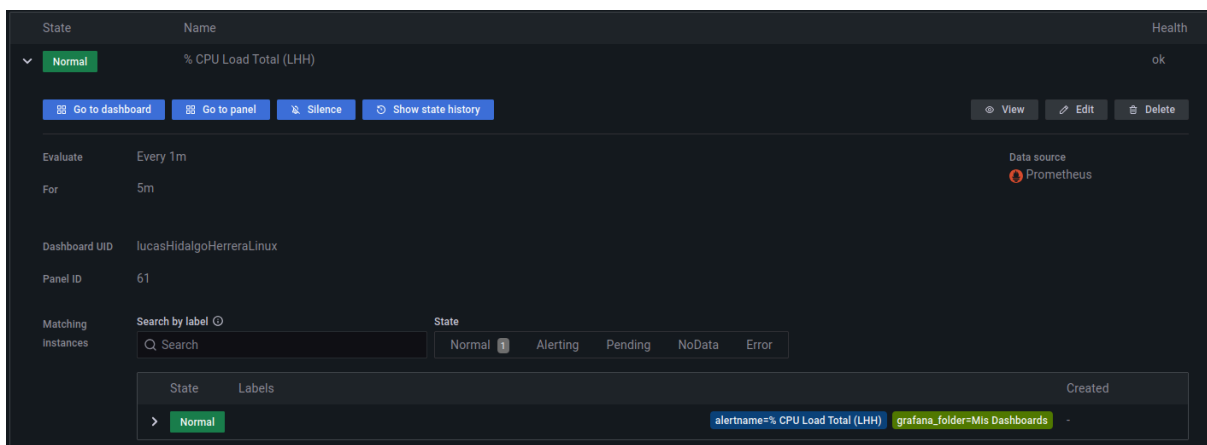 State Name Health
Normal % CPU Load Total (LHH) ok
Go to dashboard Go to panel Silence Show state history View Edit Delete
Evaluate Every 1m Data source
Prometheus
For 5m
Dashboard UID lucasHidalgoHerreraLinux
Panel ID 61
Matching instances Search by label State
Search Normal 1 Alerting Pending NoData Error
State Labels Created
Normal alertname=% CPU Load Total (LHH) grafana_folder=Mis Dashboards -